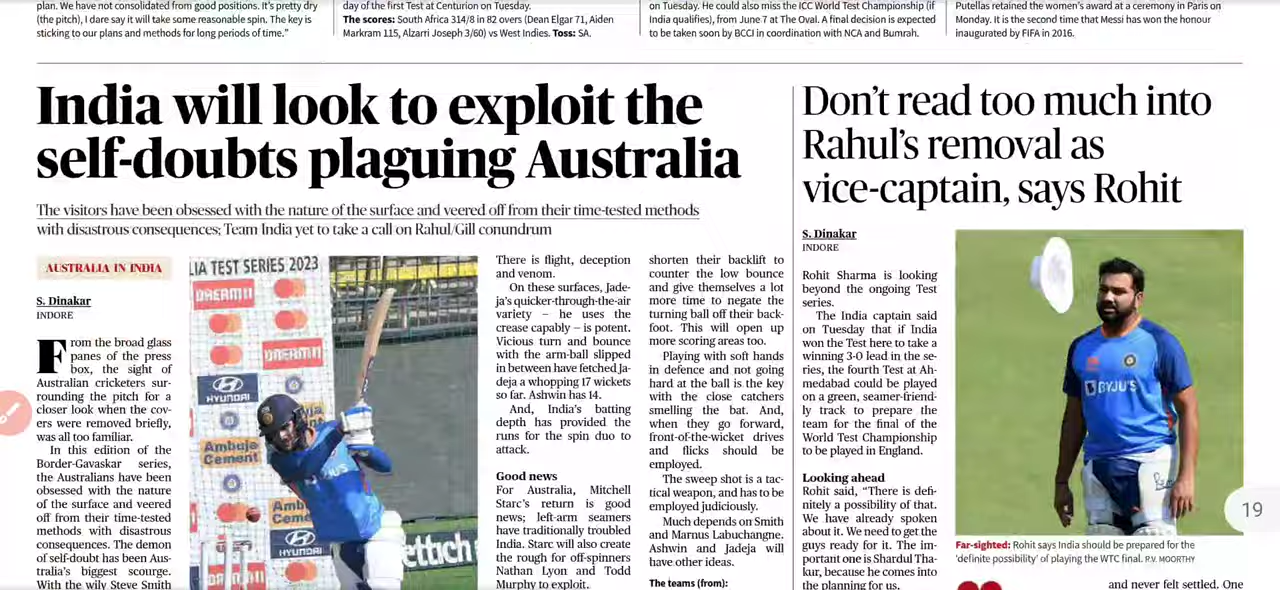 plan. We have not consolidated from good positions. It's pretty dry
(the pitch), I dare say it will take some reasonable spin. The key is
sticking to our plans and methods for long periods of time.”
day of the first Test at Centurion on Tuesday.
The scores: South Africa 314/8 in 82 overs (Dean Elgar 71, Aiden
Markram 115, Alzarri Joseph 3/60) vs West Indies. Toss: SA.
on Tuesday. He could also miss the ICC World Test Championship (if
India qualifies), from June 7 at The Oval. A final decision is expected
to be taken soon by BCCI in coordination with NCA and Bumrah.
Putellas retained the women's award at a ceremony in Paris on
Monday. It is the second time that Messi has won the honour
inaugurated by FIFA in 2016.
India will look to exploit the
self-doubts plaguing Australia
The visitors have been obsessed with the nature of the surface and veered off from their time-tested methods
with disastrous consequences; Team India yet to take a call on Rahul/Gill conundrum
AUSTRALIA IN INDIA
S. Dinakar
INDORE
From the broad glass
panes of the press
box, the sight of
Australian cricketers sur-
rounding the pitch for a
closer look when the cov-
ers were removed briefly,
was all too familiar.
In this edition of the
Border-Gavaskar series,
the Australians have been
obsessed with the nature
of the surface and veered
off from their time-tested
methods with disastrous
consequences. The demon
of self-doubt has been Aus-
tralia's biggest scourge.
With the wily Steve Smith
LIA TEST SERIES 2023
DREAM11
DREAM11
HYUNDAI
Ambuja
Cement
HYUNDAI
ettich
There is flight, deception
and venom.
On these surfaces, Jade-
ja's quicker-through-the-air
variety – he uses the
crease capably – is potent.
Vicious turn and bounce
with the arm-ball slipped
in between have fetched Ja-
deja a whopping 17 wickets
so far. Ashwin has 14.
And, India's batting
depth has provided the
runs for the spin duo to
attack.
Good news
For Australia, Mitchell
Starc's return is good
news; left-arm seamers
have traditionally troubled
India. Starc will also create
the rough for off-spinners
Nathan Lyon and Todd
Murphy to exploit.
shorten their backlift to
counter the low bounce
and give themselves a lot
more time to negate the
turning ball off their back-
foot. This will open up
more scoring areas too.
Playing with soft hands
in defence and not going
hard at the ball is the key
with the close catchers
smelling the bat. And,
when they go forward,
front-of-the-wicket drives
and flicks should be
employed.
The sweep shot is a tac-
tical weapon, and has to be
employed judiciously.
Much depends on Smith
and Marnus Labuchangne.
Ashwin and Jadeja will
have other ideas.
The teams (from):
Don't read too much into
Rahul's removal as
vice-captain, says Rohit
S. Dinakar
INDORE
Rohit Sharma is looking
beyond the ongoing Test
series.
The India captain said
on Tuesday that if India
won the Test here to take a
winning 3-0 lead in the se-
ries, the fourth Test at Ah-
medabad could be played
on a green, seamer-friend-
ly track to prepare the
team for the final of the
World Test Championship
to be played in England.
Looking ahead
Rohit said, “There is defi-
nitely a possibility of that.
We have already spoken
about it. We need to get the
guys ready for it. The im-
portant one is Shardul Tha-
kur, because he comes into
the planning for us.
BYJU'S
19
Far-sighted: Rohit says India should be prepared for the
'definite possibility' of playing the WTC final. R.V. MOORTHY
and never felt settled. One